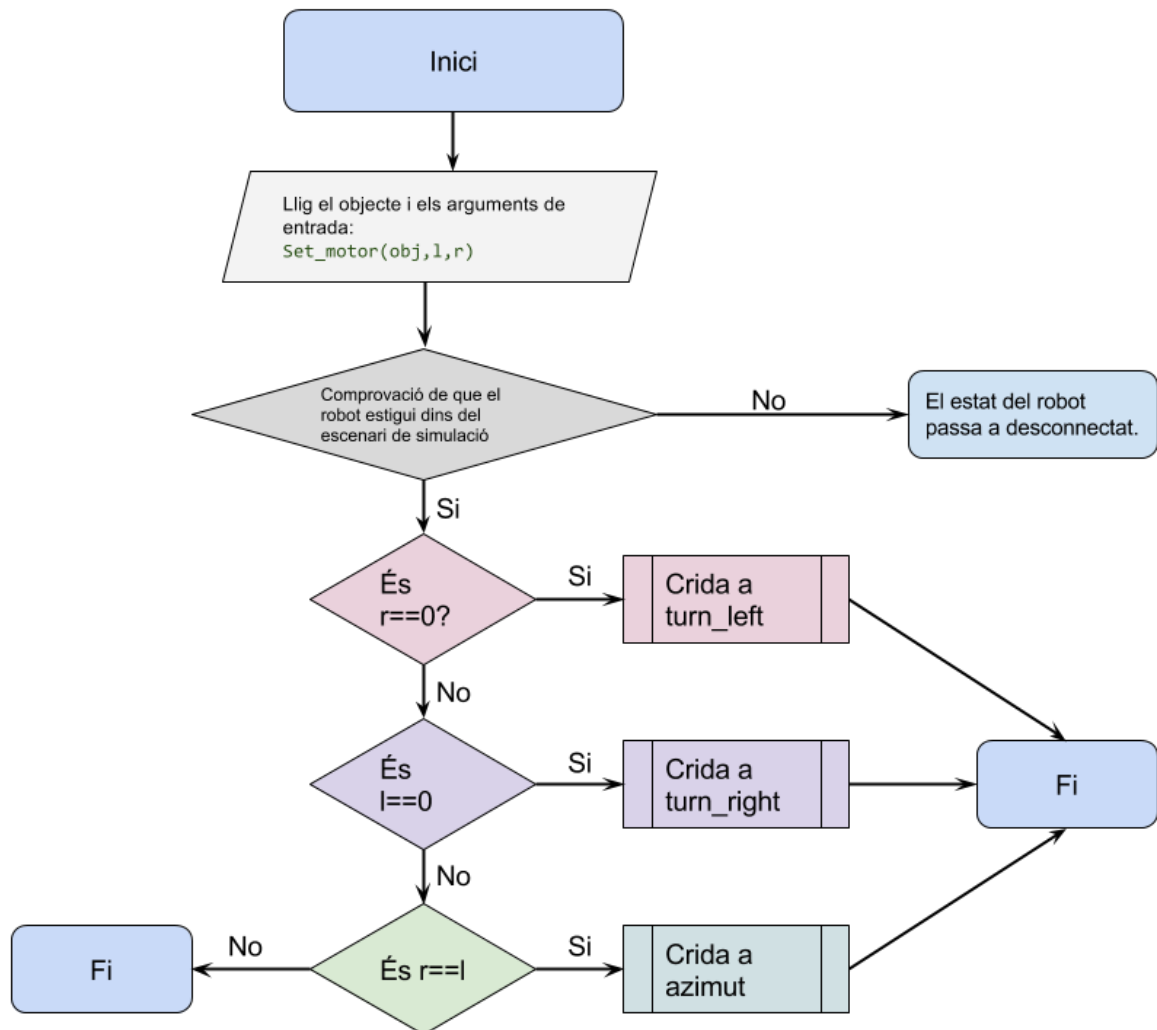 Inici
Llig el objecte i els arguments de
entrada:
Set_motor(obj,l,r)
Comprovació de que el
robot estigui dins del
escenari de simulació
No
El estat del robot
passa a desconnectat.
Si
És
r==0?
Si
Crida a
turn_left
No
És
l==0
Si
Crida a
turn_right
Fi
No
És r==l
Si
Crida a
azimut
No
Fi